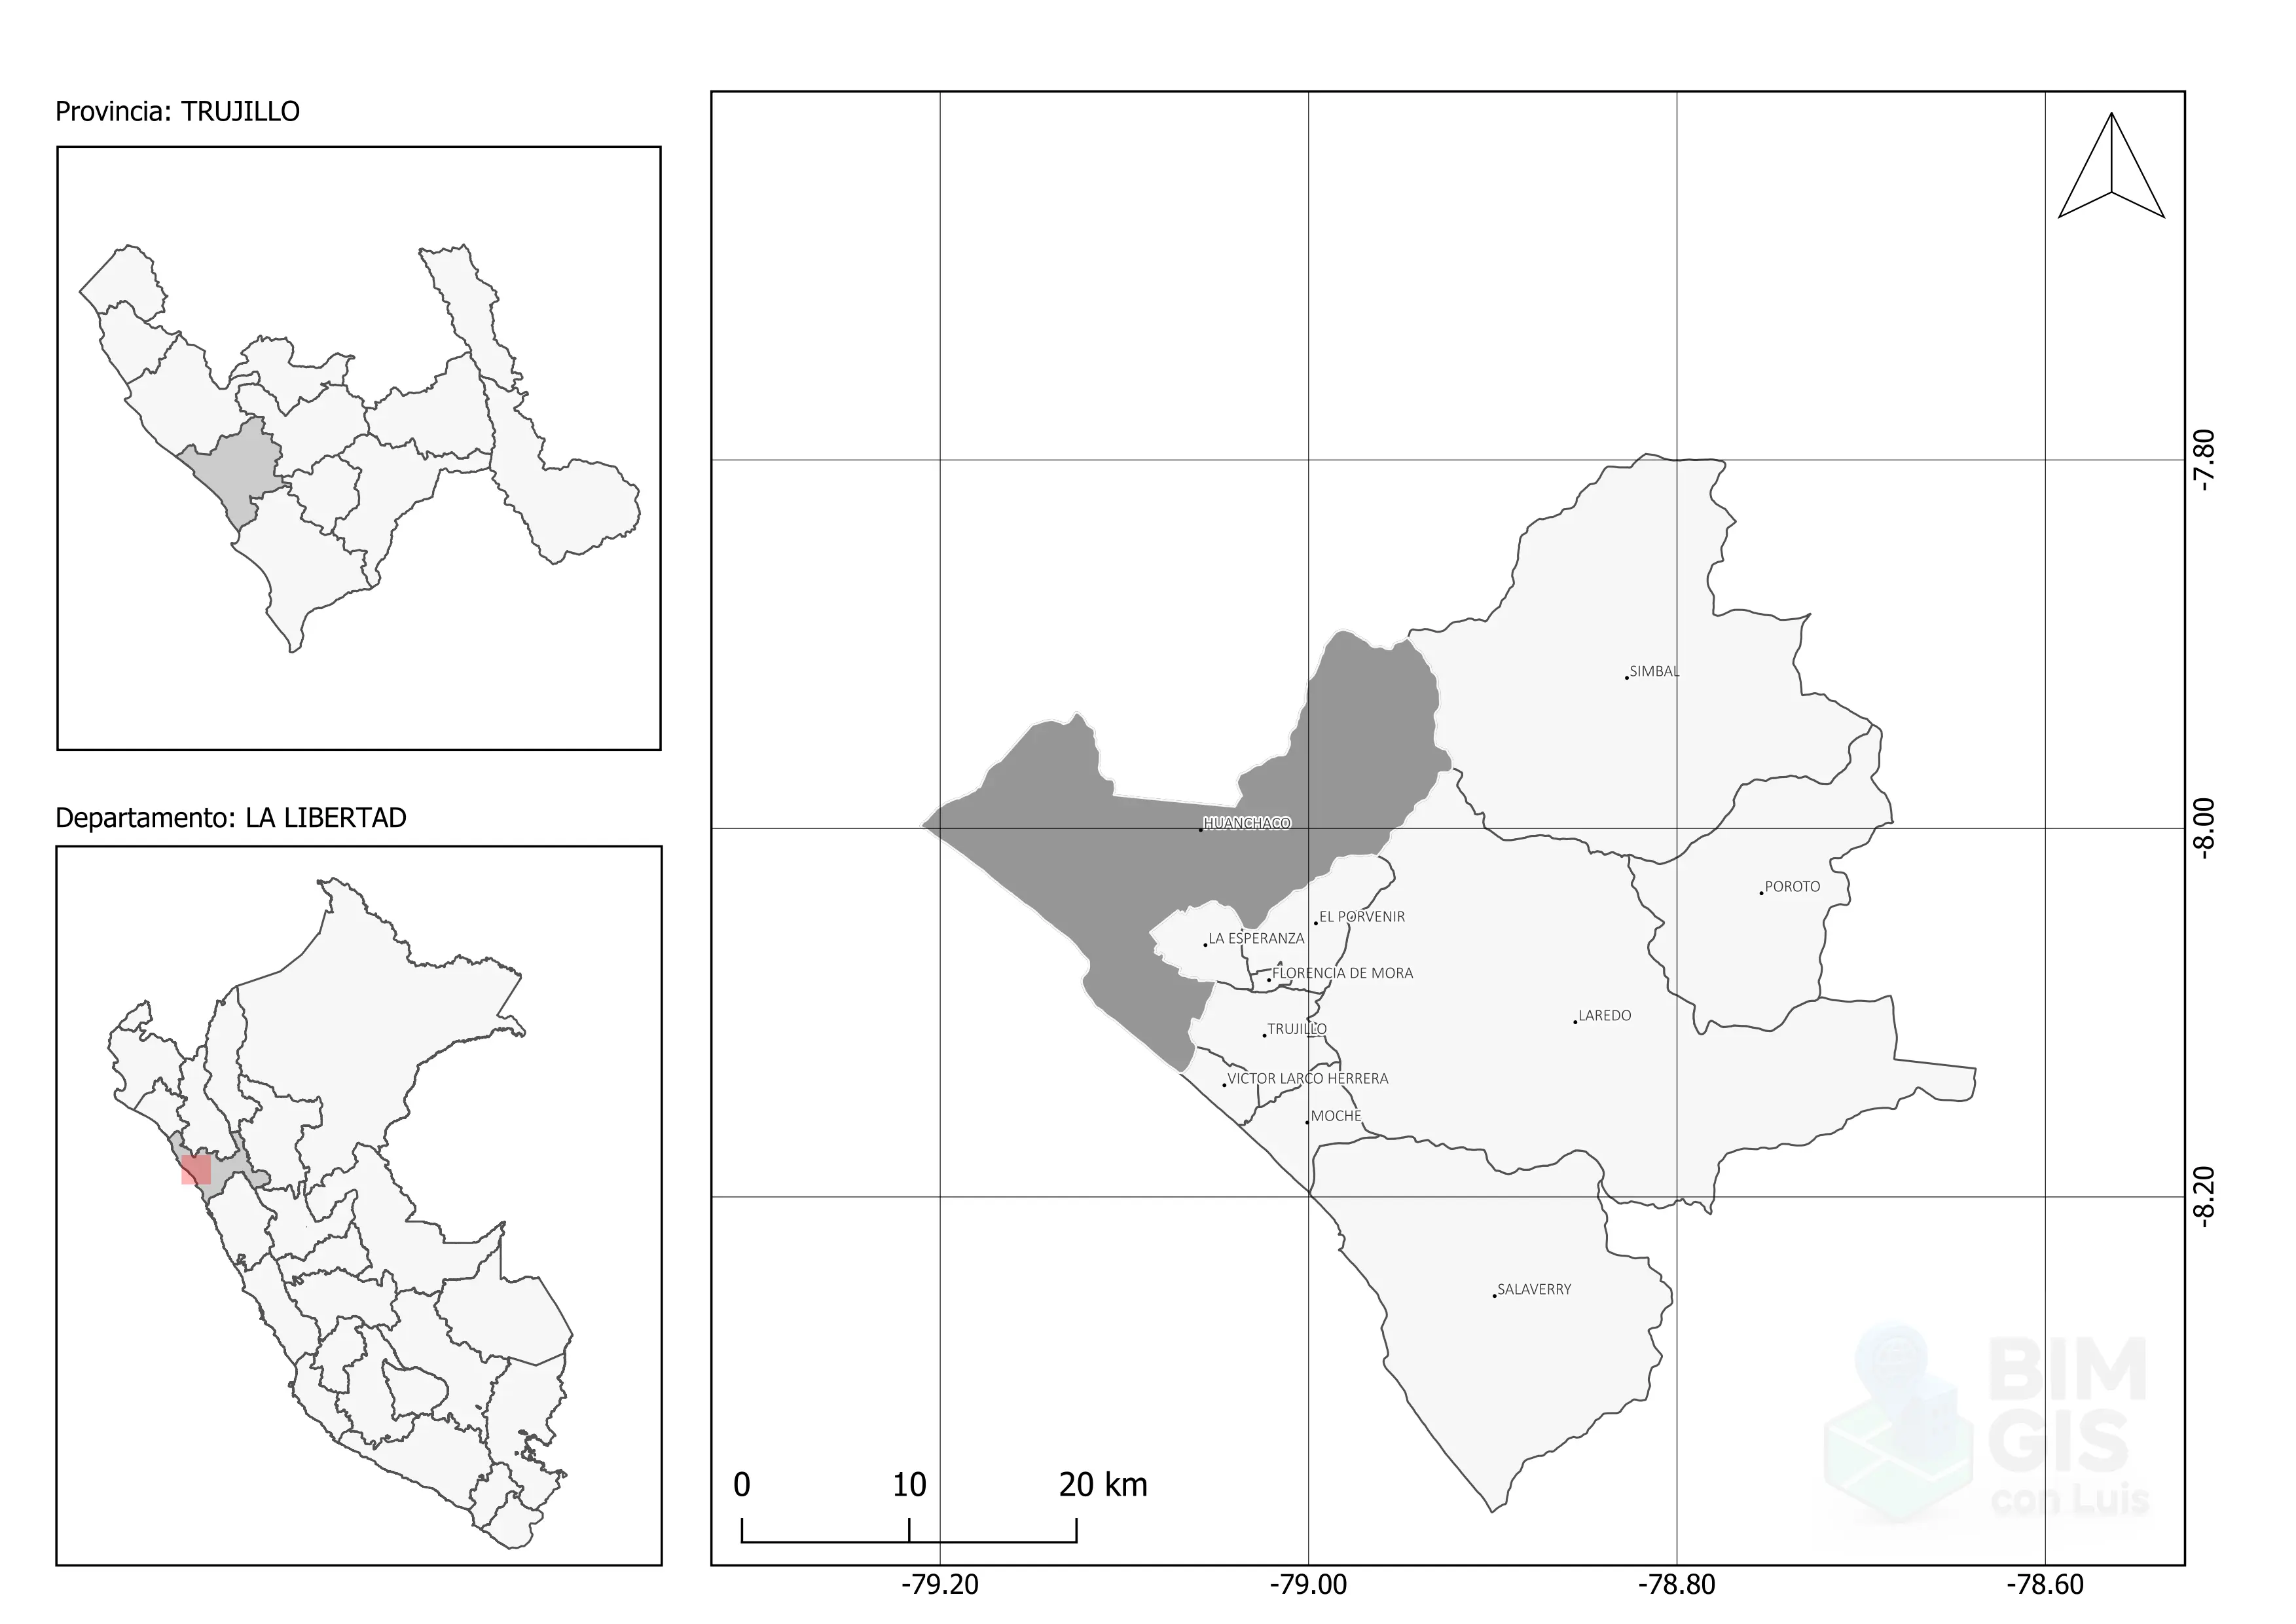 Provincia: TRUJILLO
Departamento: LA LIBERTAD
SIMBAL
HUANCHACO
POROTO
EL PORVENIR
LA ESPERANZA
FLORENCIA DE MORA
LAREDO
TRUJILLO
VICTOR LARCO HERRERA
MOCHE
SALAVERRY
-7.80
-8.00
-8.20
BIM
GIS
con Luis
0 10 20 km
-79.20 -79.00 -78.80 -78.60